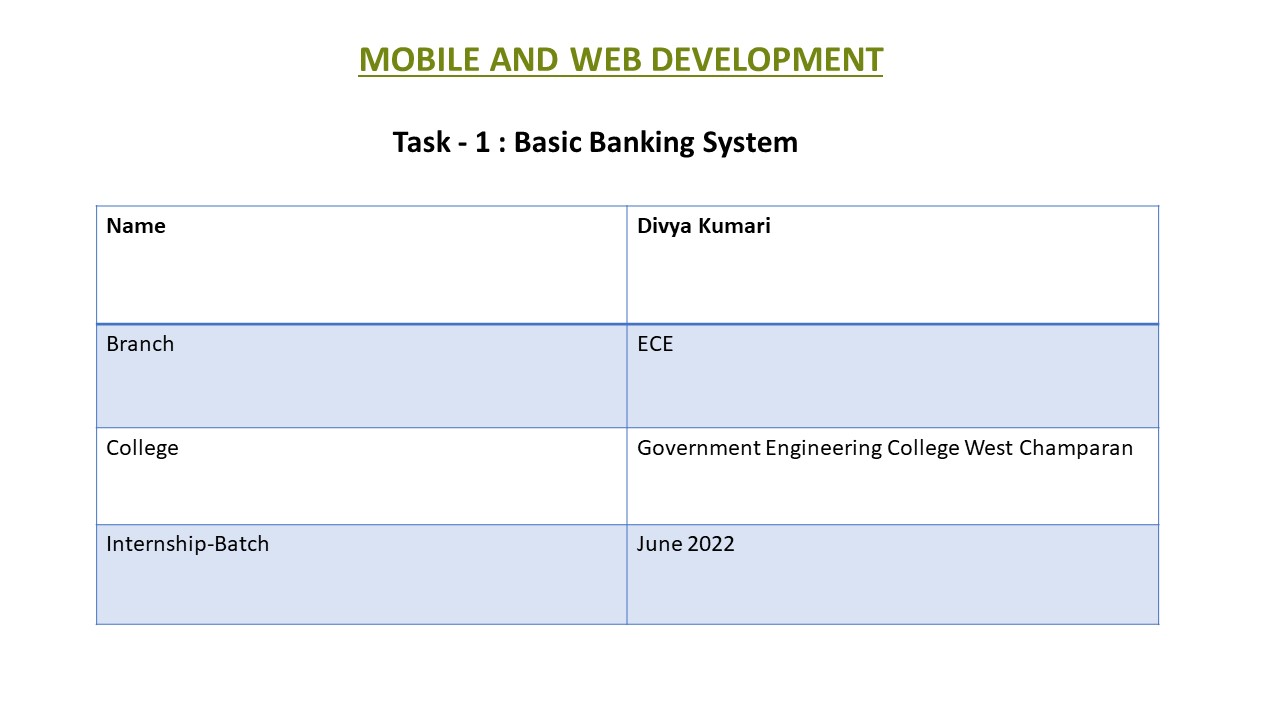 MOBILE AND WEB DEVELOPMENT
Task - 1 : Basic Banking System
Name Divya Kumari
Branch ECE
College Government Engineering College West Champaran
Internship-Batch June 2022